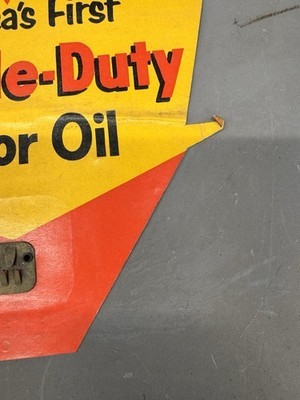 a's First
le-Duty
or Oil